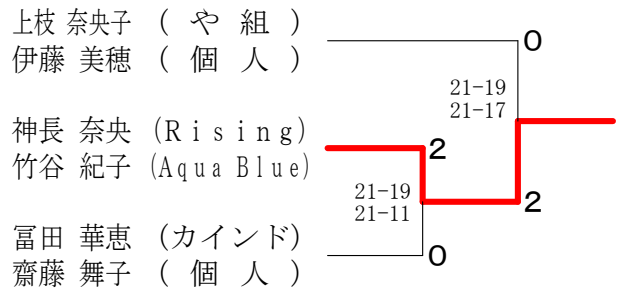 上枝 奈央子 (や組)
伊藤 美穂 (個人)
0
21-19
21-17
神長 奈央 (Rising)
竹谷 紀子 (Aqua Blue)
2
21-19
21-11
2
冨田 華恵 (カインド)
齋藤 舞子 (個人)
0